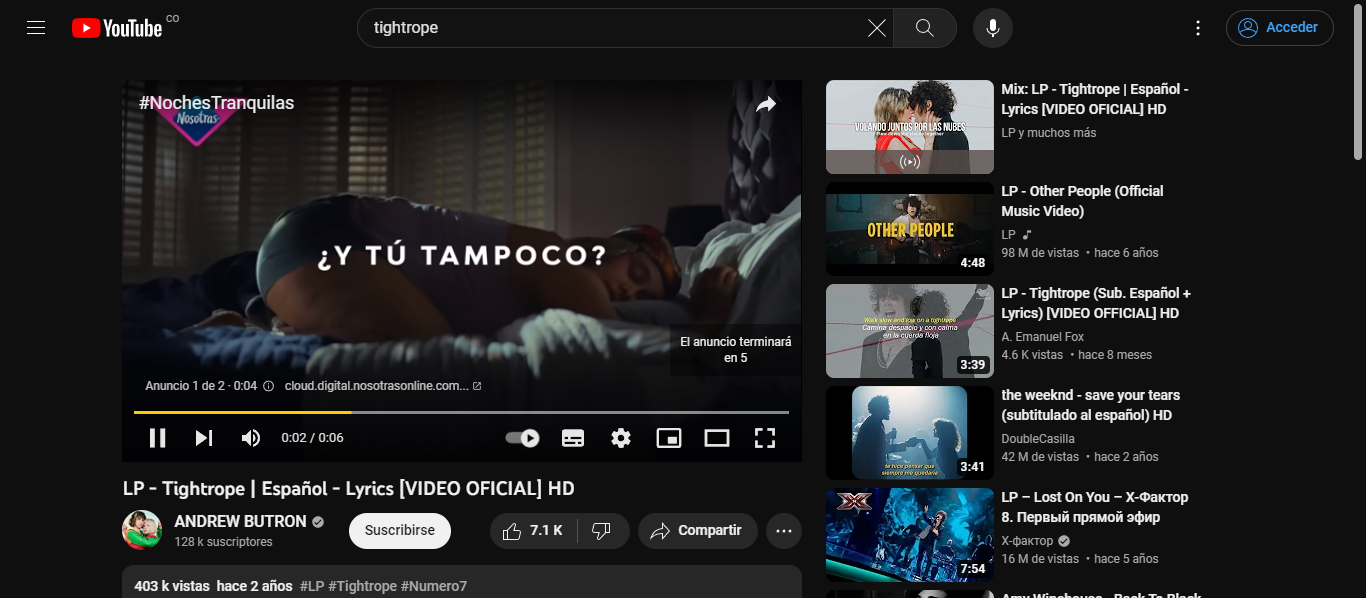 YouTube CO
tightrope
Acceder
#NochesTranquilas
Nosotras
¿Y TÚ TAMPOCO?
El anuncio terminará
en 5
Anuncio 1 de 2 · 0:04
cloud.digital.nosotrasonline.com...
0:02 / 0:06
LP - Tightrope | Español - Lyrics [VIDEO OFICIAL] HD
ANDREW BUTRON
128 k suscriptores
Suscribirse
7.1 K
Compartir
403 k vistas hace 2 años #LP #Tightrope #Numero7
VOLANDO JUNTOS POR LAS NUBES
Mix: LP - Tightrope | Español -
Lyrics [VIDEO OFICIAL] HD
LP y muchos más
OTHER PEOPLE
4:48
LP - Other People (Official
Music Video)
LP
98 M de vistas • hace 6 años
Walk slow and low on a tightrope
Camina despacio y con calma
en la cuerda floja
3:39
LP - Tightrope (Sub. Español +
Lyrics) [VIDEO OFFICIAL] HD
A. Emanuel Fox
4.6 K vistas • hace 8 meses
te hice pensar que
siempre me quedaría
3:41
the weeknd - save your tears
(subtitulado al español) HD
DoubleCasilla
42 M de vistas • hace 2 años
X
7:54
LP – Lost On You – Х-Фактор
8. Первый прямой эфир
Х-фактор
16 M de vistas • hace 5 años
Amy Winehouse - Back To Black